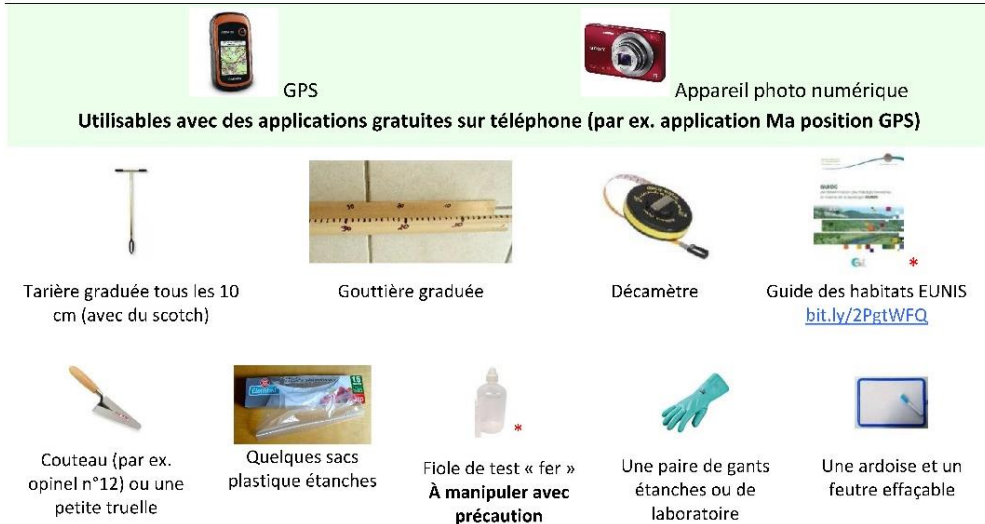 GPS
Appareil photo numérique
Utilisables avec des applications gratuites sur téléphone (par ex. application Ma position GPS)
GUIDE
Tarière graduée tous les 10
cm (avec du scotch)
Gouttière graduée
Décamètre
Guide des habitats EUNIS
bit.ly/2PgtWFQ
*
*
Couteau (par ex.
opinel n°12) ou une
petite truelle
Quelques sacs
plastique étanches
Fiole de test « fer »
À manipuler avec
précaution
Une paire de gants
étanches ou de
laboratoire
Une ardoise et un
feutre effaçable